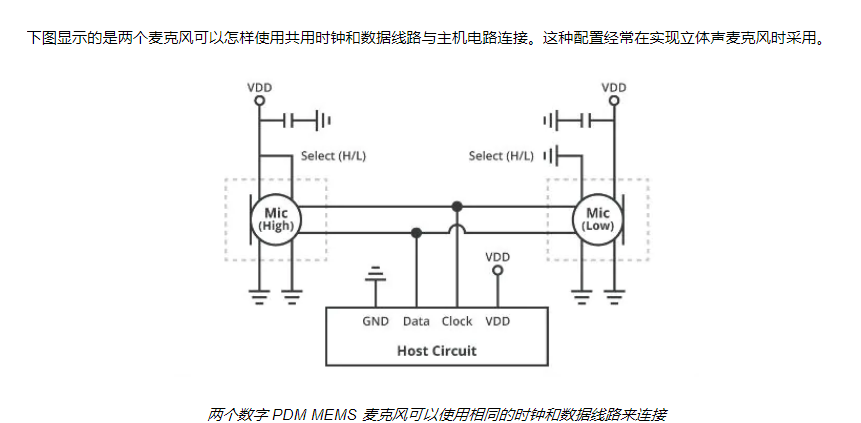 下图显示的是两个麦克风可以怎样使用共用时钟和数据线路与主机电路连接。这种配置经常在实现立体声麦克风时采用。
VDD
VDD
Select (H/L)
Select (H/L)
Mic
(High)
Mic
(Low)
VDD
GND Data Clock VDD
Host Circuit
两个数字 PDM MEMS 麦克风可以使用相同的时钟和数据线路来连接